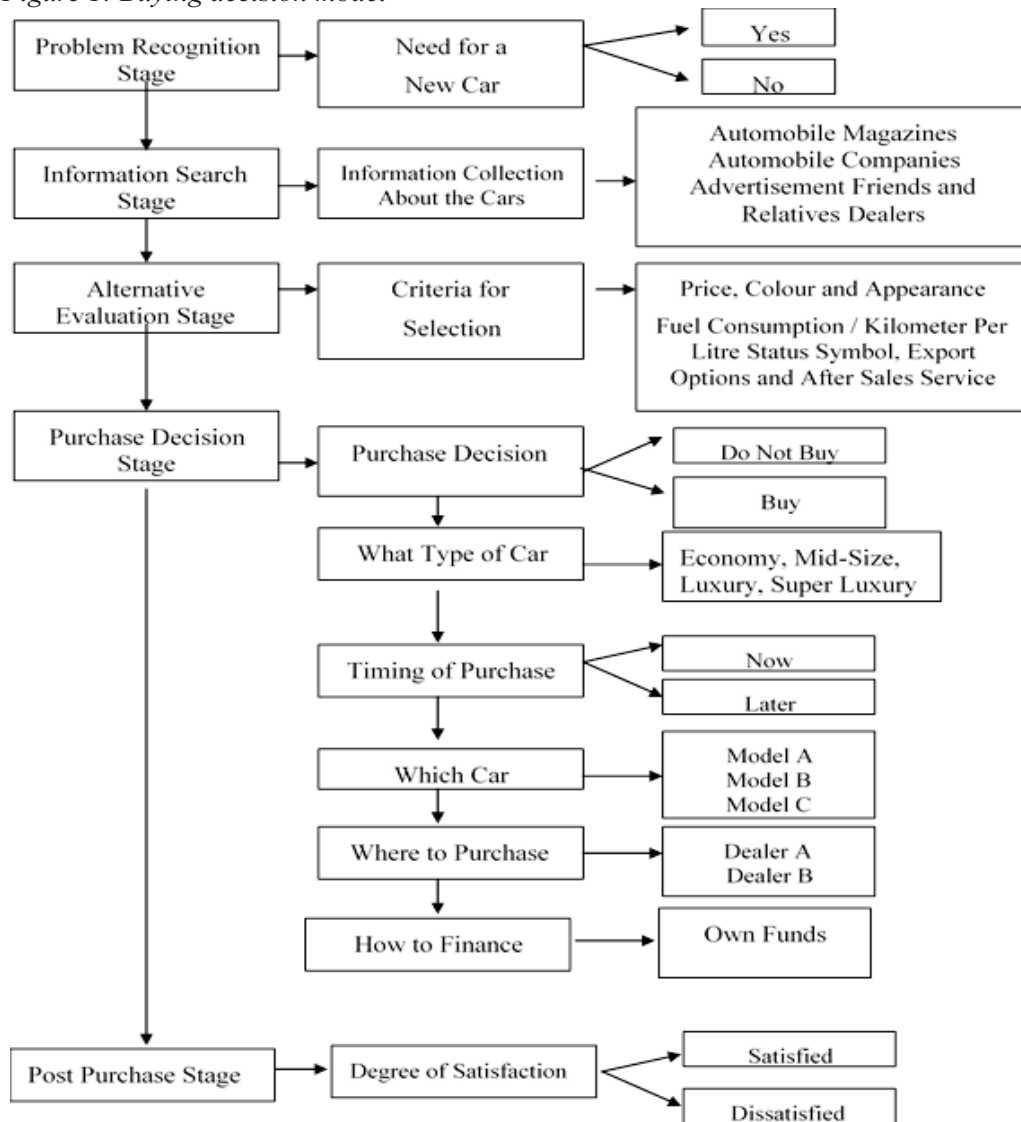 Figure 1: Buying decision model
Problem Recognition
Stage
Need for a
New Car
Yes
No
Information Search
Stage
Information Collection
About the Cars
Automobile Magazines
Automobile Companies
Advertisement Friends and
Relatives Dealers
Alternative
Evaluation Stage
Criteria for
Selection
Price, Colour and Appearance
Fuel Consumption / Kilometer Per
Litre Status Symbol, Export
Options and After Sales Service
Purchase Decision
Stage
Purchase Decision
Do Not Buy
Buy
What Type of Car
Economy, Mid-Size,
Luxury, Super Luxury
Timing of Purchase
Now
Later
Which Car
Model A
Model B
Model C
Where to Purchase
Dealer A
Dealer B
How to Finance
Own Funds
Post Purchase Stage
Degree of Satisfaction
Satisfied
Dissatisfied